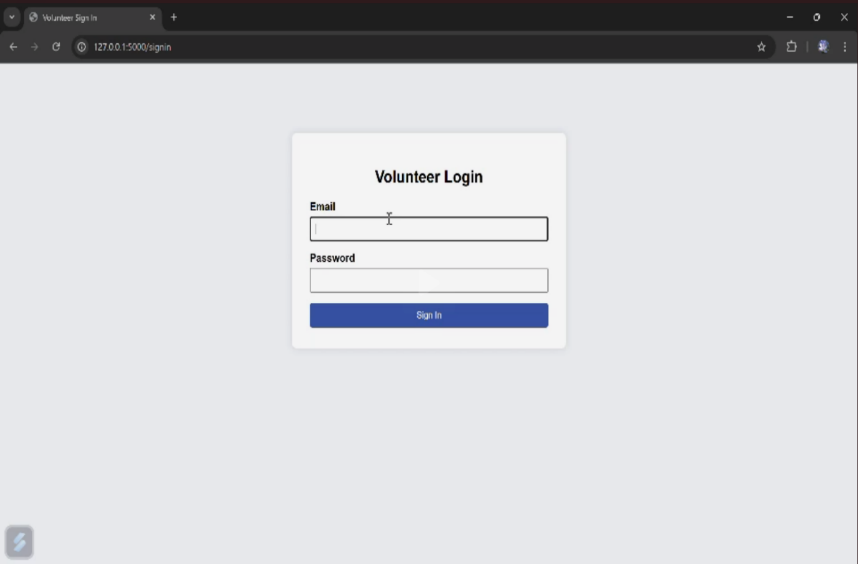 Volunteer Sign In
127.0.0.1:5000/signin
Volunteer Login
Email
Password
Sign In